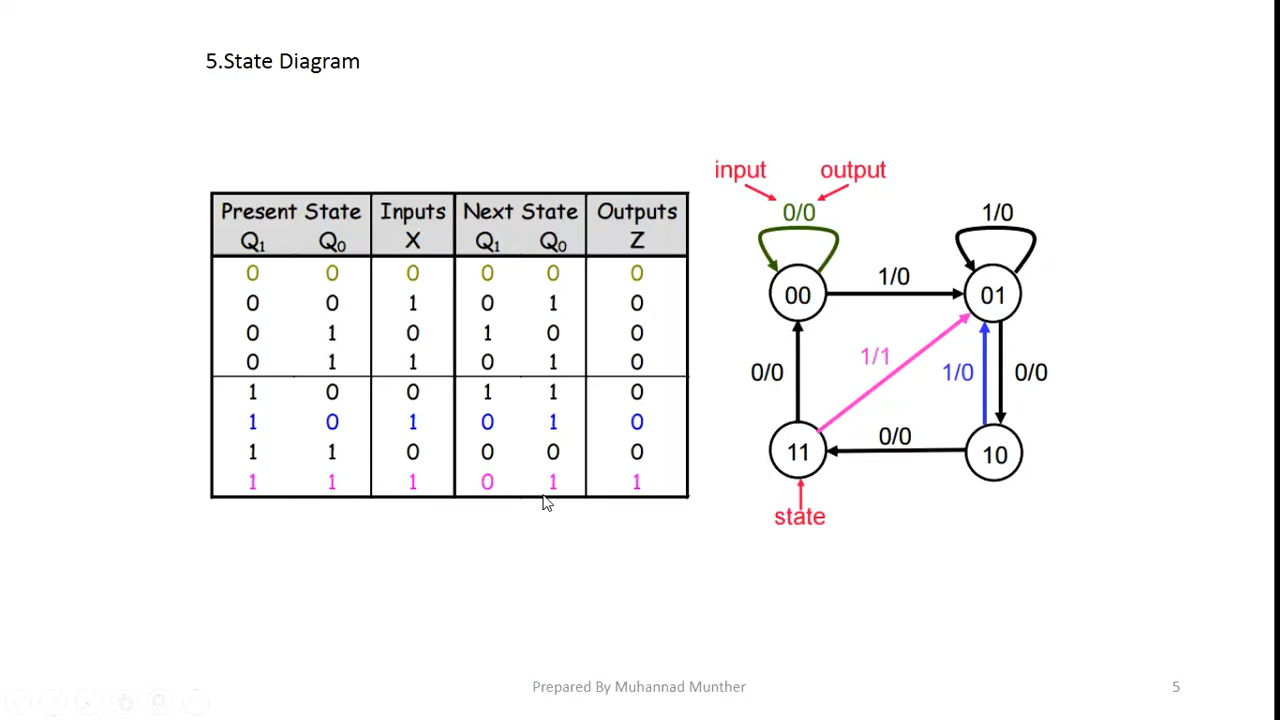 5.State Diagram
Present State Inputs Next State Outputs
Q₁ Q₀ X Q₁ Q₀ Z
0 0 0 0 0 0
0 0 1 0 1 0
0 1 0 1 0 0
0 1 1 0 1 0
1 0 0 1 1 0
1 0 1 0 1 0
1 1 0 0 0 0
1 1 1 0 1 1
input output
0/0 1/0
00 1/0 01
0/0 1/1 1/0 0/0
11 0/0 10
state
Prepared By Muhannad Munther 5